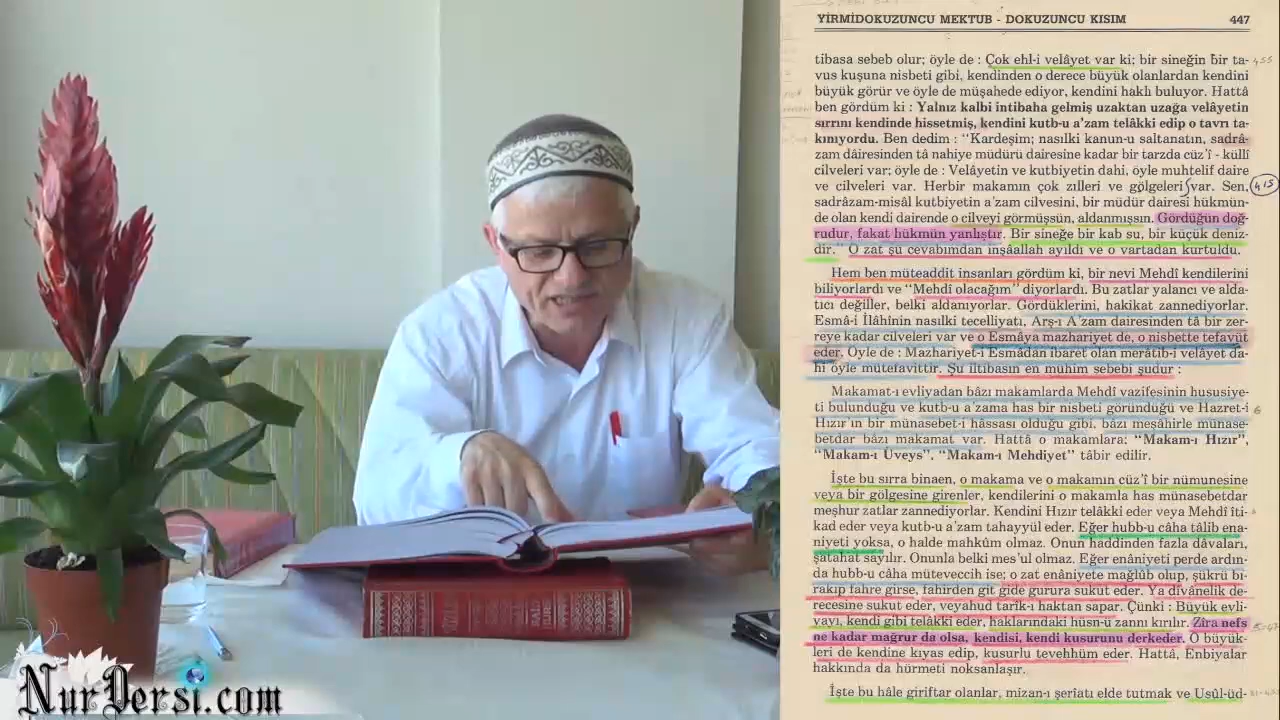 YİRMİDOKUZUNCU MEKTUB - DOKUZUNCU KISIM 447
tibasa sebeb olur; öyle de : Çok ehl-i velâyet var ki; bir sineğin bir ta-
vus kuşuna nisbeti gibi, kendinden o derece büyük olanlardan kendini
büyük görür ve öyle de müşahede ediyor, kendini haklı buluyor. Hattâ
ben gördüm ki : Yalnız kalbi intibaha gelmiş uzaktan uzağa velâyetin
sırrını kendinde hissetmiş, kendini kutb-u a'zam telâkki edip o tavrı ta-
kınıyordu. Ben dedim : "Kardeşim; nasılki kanun-u saltanatın, sadrâ-
zam dâiresinden tâ nahiye müdürü dairesine kadar bir tarzda cüz'î - küllî
cilveleri var; öyle de : Velâyetin ve kutbiyetin dahi, öyle muhtelif daire
ve cilveleri var. Herbir makamın çok zılleri ve gölgeleri var. Sen, 415
sadrâzam-misâl kutbiyetin a'zam cilvesini, bir müdür dairesi hükmün-
de olan kendi dairende o cilveyi görmüşsün, aldanmışsın. Gördüğün doğ-
rudur, fakat hükmün yanlıştır. Bir sineğe bir kab su, bir küçük deniz-
dir." O zat şu cevabımdan inşâallah ayıldı ve o vartadan kurtuldu.
Hem ben müteaddit insanları gördüm ki, bir nevi Mehdî kendilerini
biliyorlardı ve "Mehdî olacağım" diyorlardı. Bu zatlar yalancı ve alda-
tıcı değiller, belki aldanıyorlar. Gördüklerini, hakikat zannediyorlar.
Esmâ-i İlâhînin nasılki tecelliyatı, Arş-ı A'zam dairesinden tâ bir zer-
reye kadar cilveleri var ve o Esmâya mazhariyet de, o nisbette tefavüt
eder. Öyle de : Mazhariyet-i Esmâdan ibaret olan merâtib-i velâyet da-
hi öyle mütefavittir. Şu iltibasın en mühim sebebi şudur :
Makamat-ı evliyadan bâzı makamlarda Mehdî vazifesinin hususiye-
ti bulunduğu ve kutb-u a'zama has bir nisbeti göründüğü ve Hazret-i
Hızır'ın bir münasebet-i hâssası olduğu gibi, bâzı meşâhirle münase-
betdar bâzı makamat var. Hattâ o makamlara: "Makam-ı Hızır",
"Makam-ı Üveys", "Makam-ı Mehdiyet" tâbir edilir.
İşte bu sırra binaen, o makama ve o makamın cüz'î bir nümunesine
veya bir gölgesine girenler, kendilerini o makamla has münasebetdar
meşhur zatlar zannediyorlar. Kendini Hızır telâkki eder veya Mehdî iti-
kad eder veya kutb-u a'zam tahayyül eder. Eğer hubb-u câha tâlib ena-
niyeti yoksa, o halde mahkûm olmaz. Onun haddinden fazla dâvaları,
şatahat sayılır. Onunla belki mes'ul olmaz. Eğer enâniyeti perde ardın-
da hubb-u câha müteveccih ise; o zat enâniyete mağlûb olup, şükrü bı-
rakıp fahre girse, fahirden git gide gurura sukut eder. Ya divânelik de-
recesine sukut eder, veyahud tarîk-ı haktan sapar. Çünki : Büyük evli-
yayı, kendi gibi telâkki eder, haklarındaki hüsn-ü zannı kırılır. Zîra nefs
ne kadar mağrur da olsa, kendisi, kendi kusurunu derkeder. O büyük-
leri de kendine kıyas edip, kusurlu tevehhüm eder. Hattâ, Enbiyalar
hakkında da hürmeti noksanlaşır.
İşte bu hâle giriftar olanlar, mizan-ı şerîatı elde tutmak ve Usûl-üd-
NurDersi.com